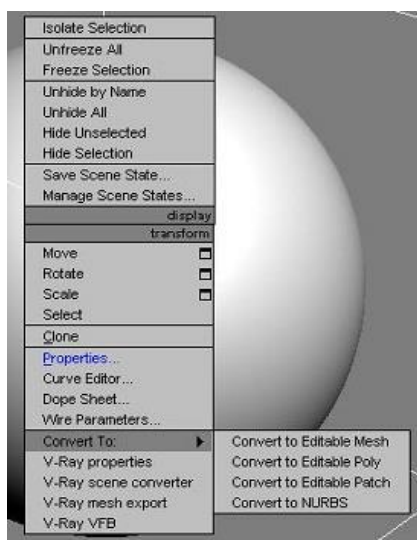 Isolate Selection
Unfreeze All
Freeze Selection
Unhide by Name
Unhide All
Hide Unselected
Hide Selection
Save Scene State...
Manage Scene States...
display
transform
Move
Rotate
Scale
Select
Clone
Properties...
Curve Editor...
Dope Sheet...
Wire Parameters...
Convert To:
V-Ray properties
V-Ray scene converter
V-Ray mesh export
V-Ray VFB
Convert to Editable Mesh
Convert to Editable Poly
Convert to Editable Patch
Convert to NURBS